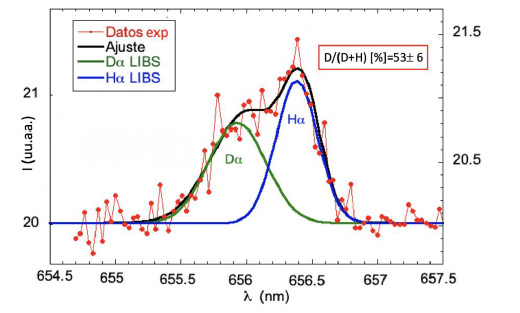 Datos exp
Ajuste
Dα LIBS
Hα LIBS
D/(D+H) [%]=53± 6
21.5
21
20.5
20
Dα
Hα
I (uu.aa.)
654.5 655 655.5 656 656.5 657 657.5
λ (nm)